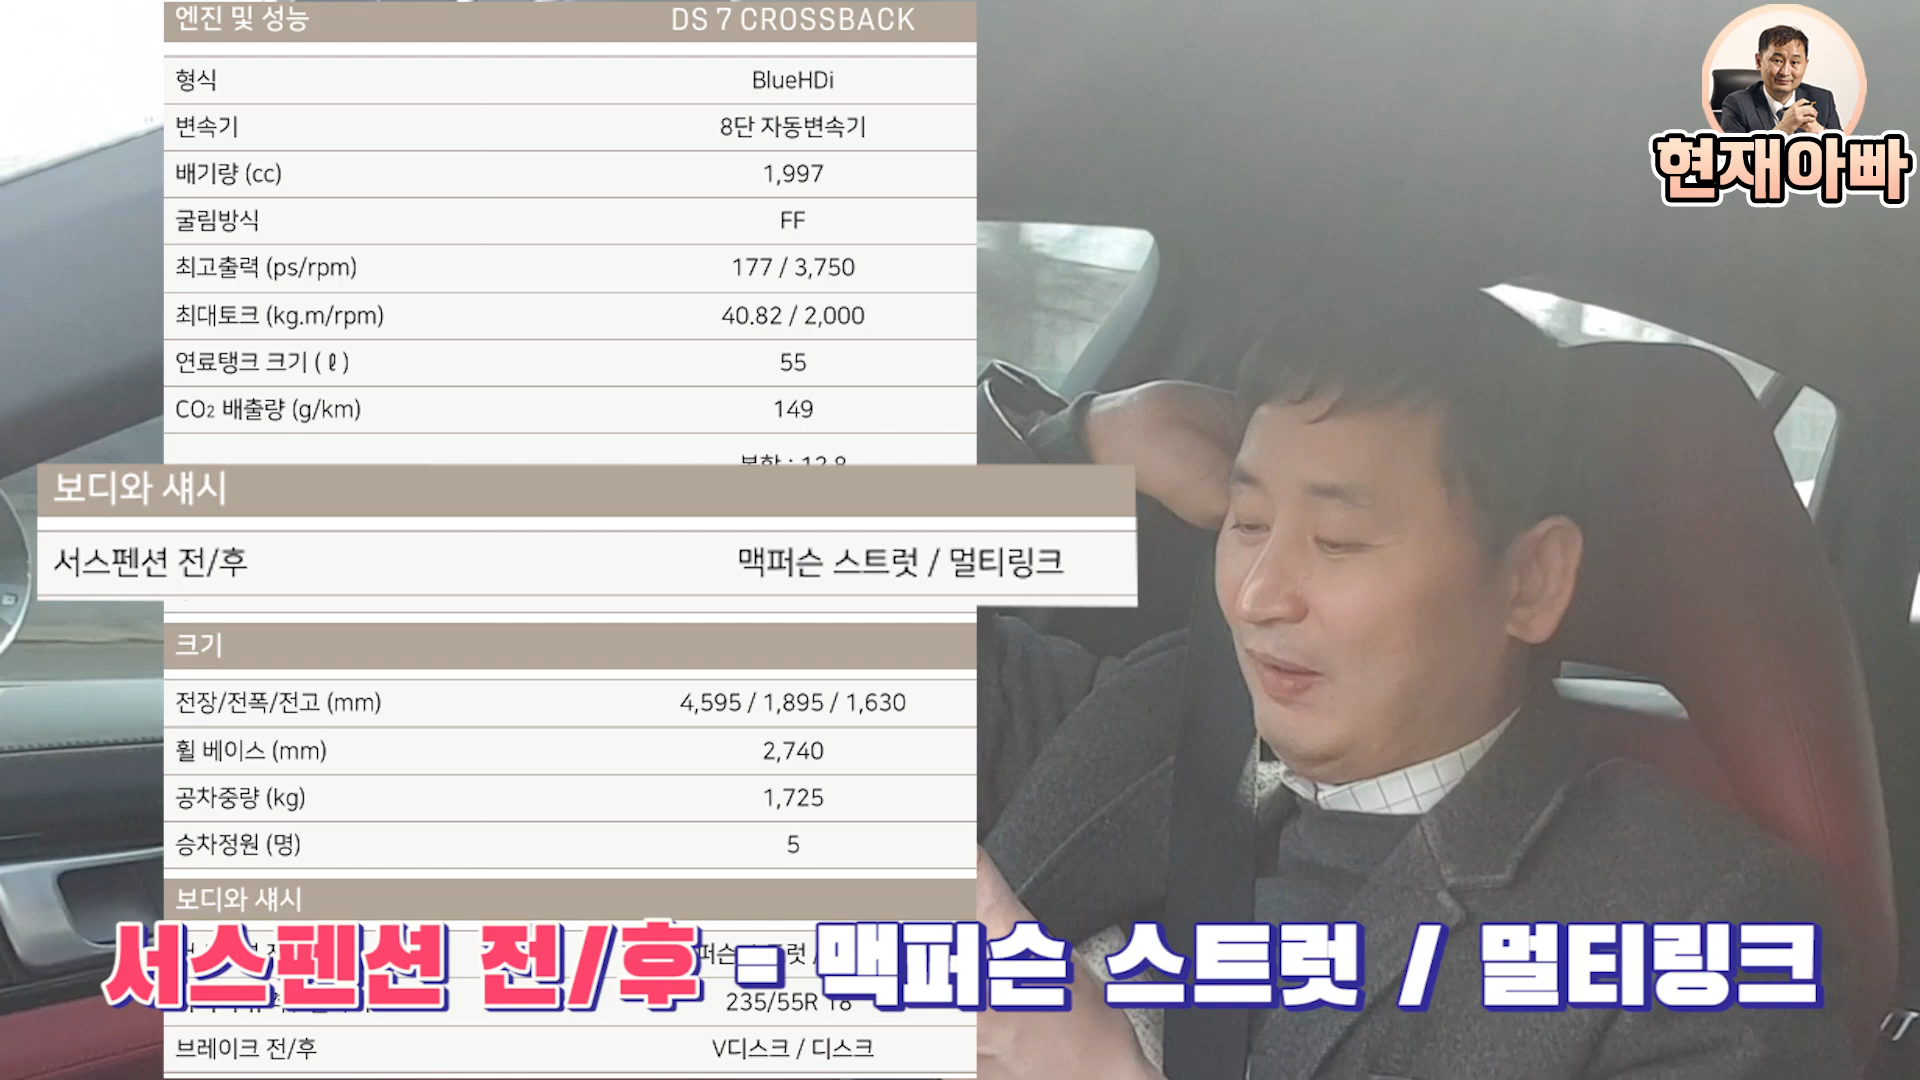 엔진 및 성능 DS 7 CROSSBACK
현재아빠
형식 BlueHDi
변속기 8단 자동변속기
배기량 (cc) 1,997
굴림방식 FF
최고출력 (ps/rpm) 177 / 3,750
최대토크 (kg.m/rpm) 40.82 / 2,000
연료탱크 크기 (ℓ) 55
CO₂ 배출량 (g/km) 149
복합 : 12.8
보디와 섀시
서스펜션 전/후 맥퍼슨 스트럿 / 멀티링크
크기
전장/전폭/전고 (mm) 4,595 / 1,895 / 1,630
휠 베이스 (mm) 2,740
공차중량 (kg) 1,725
승차정원 (명) 5
보디와 섀시
서스펜션 전/후 = 맥퍼슨 스트럿 / 멀티링크
235/55R 18
브레이크 전/후 V디스크 / 디스크